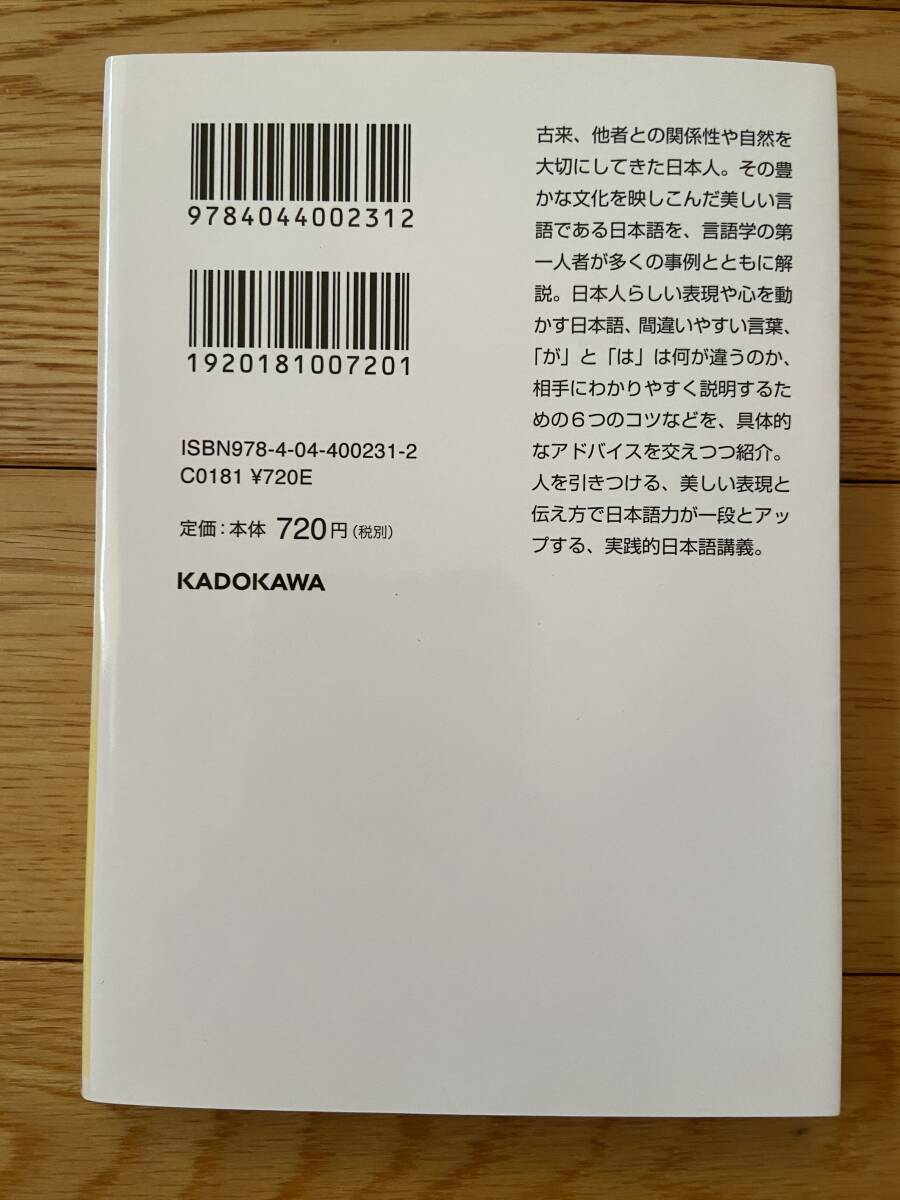 9784044002312
1920181007201
ISBN978-4-04-400231-2
C0181 ¥720E
定価:本体 720円(税別)
KADOKAWA
古来、他者との関係性や自然を
大切にしてきた日本人。その豊
かな文化を映しこんだ美しい言
語である日本語を、言語学の第
一人者が多くの事例とともに解
説。日本人らしい表現や心を動
かす日本語、間違いやすい言葉、
「が」と「は」は何が違うのか、
相手にわかりやすく説明するた
めの6つのコツなどを、具体的
なアドバイスを交えつつ紹介。
人を引きつける、美しい表現と
伝え方で日本語力が一段とアッ
プする、実践的日本語講義。